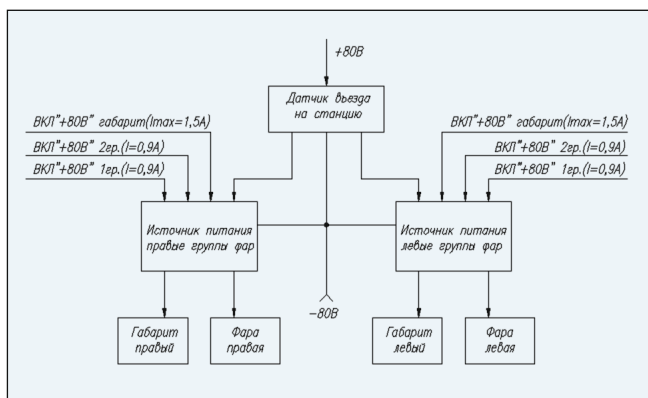 +80В
Датчик въезда
на станцию
ВКЛ"+80В" габарит(Imax=1,5А)
ВКЛ"+80В" 2гр.(I=0,9А)
ВКЛ"+80В" 1гр.(I=0,9А)
ВКЛ"+80В" габарит(Imax=1,5А)
ВКЛ"+80В" 2гр.(I=0,9А)
ВКЛ"+80В" 1гр.(I=0,9А)
Источник питания
правые группы фар
Источник питания
левые группы фар
−80В
Габарит
правый
Фара
правая
Габарит
левый
Фара
левая